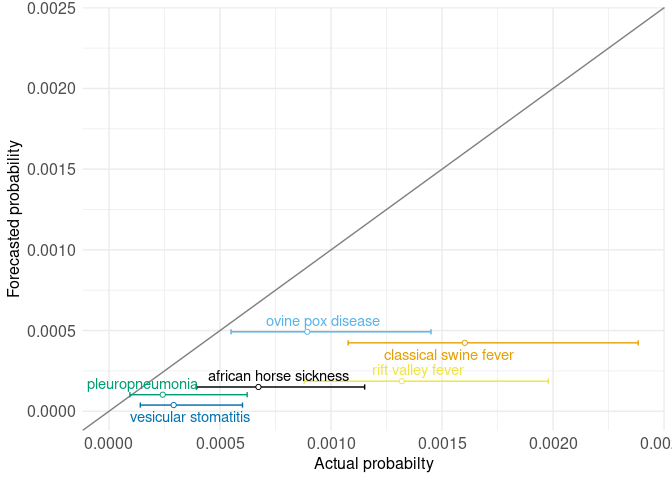 0.0025
0.0020
0.0015
0.0010
0.0005
0.0000
Forecasted probability
ovine pox disease
classical swine fever
rift valley fever
african horse sickness
pleuropneumonia
vesicular stomatitis
0.0000 0.0005 0.0010 0.0015 0.0020
Actual probabilty